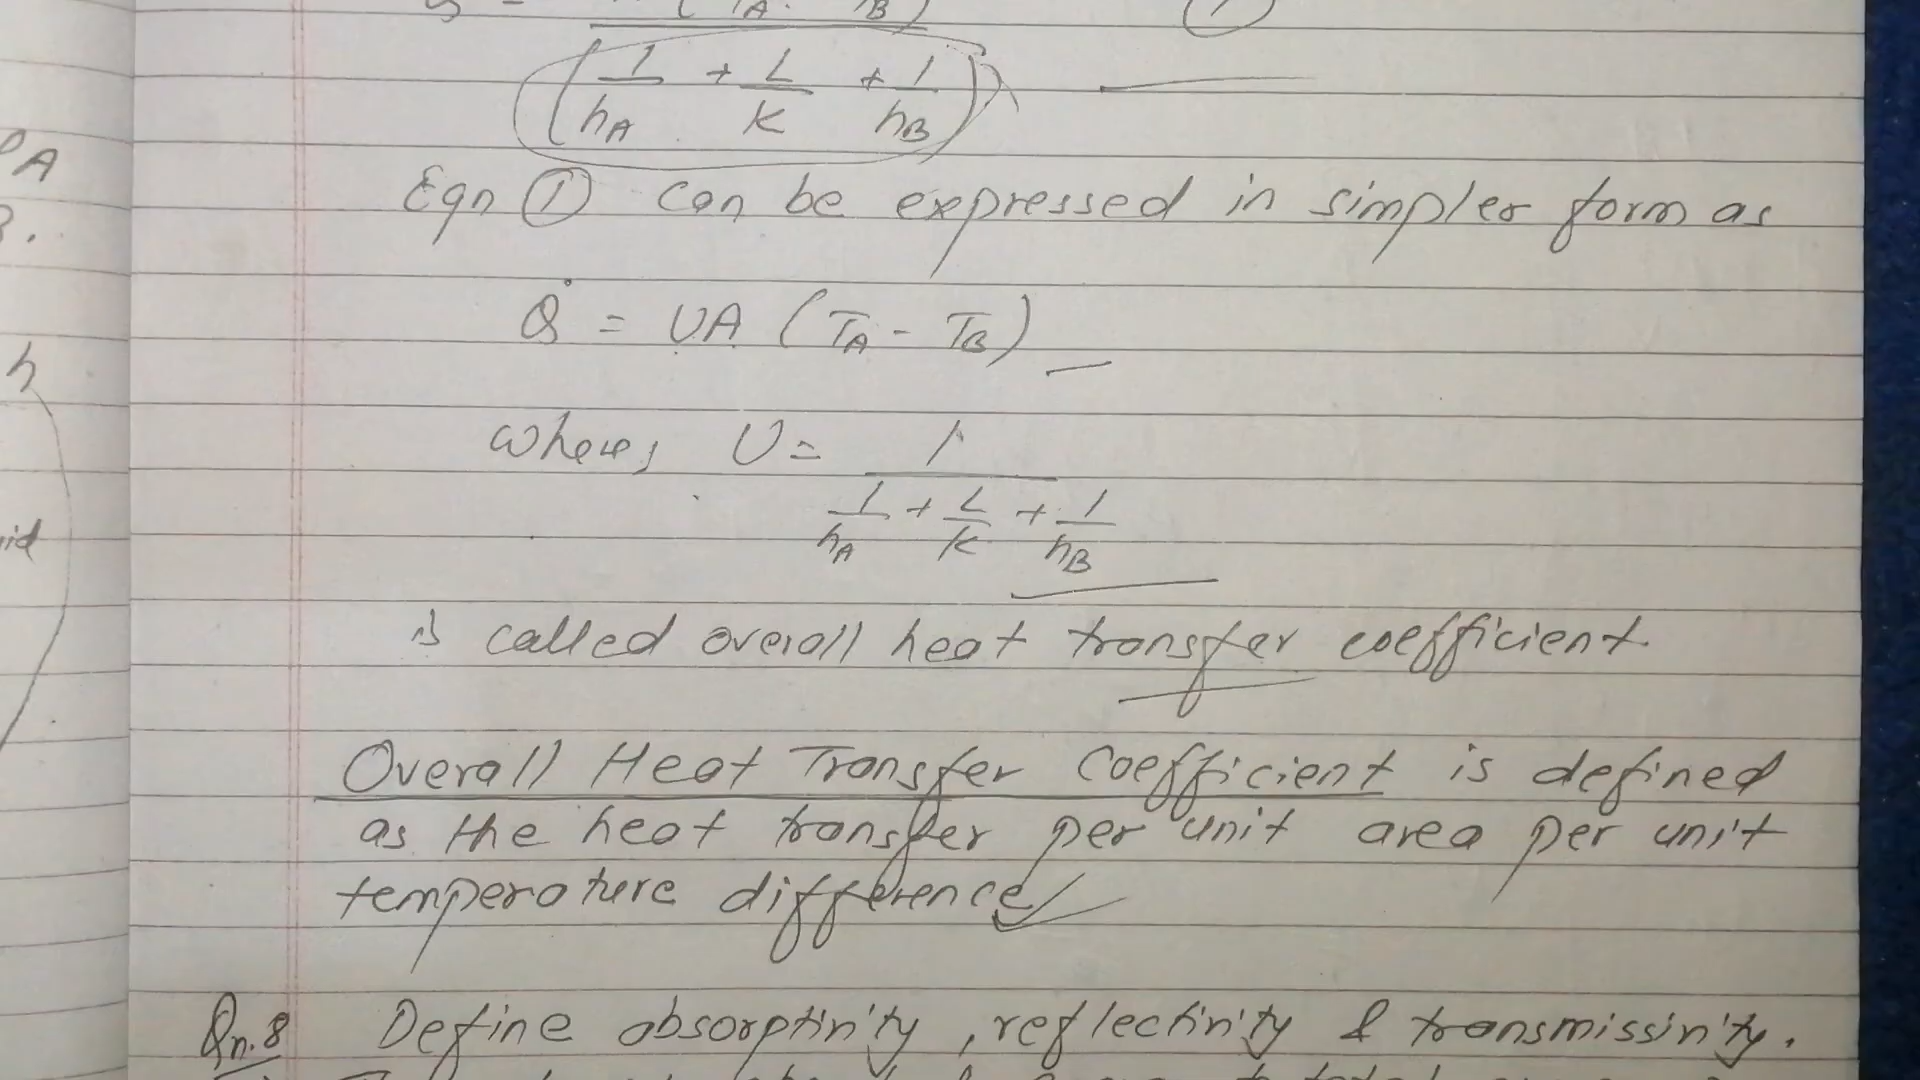 (TA - TB)
(1/hA + L/K + 1/hB)
Eqn ① can be expressed in simpler form as
Q̇ = UA (TA - TB)
where, U = 1
1/hA + L/K + 1/hB
is called overall heat transfer coefficient
Overall Heat Transfer Coefficient is defined
as the heat transfer per unit area per unit
temperature difference
Qn.8 Define absorptivity, reflectivity & transmissivity.